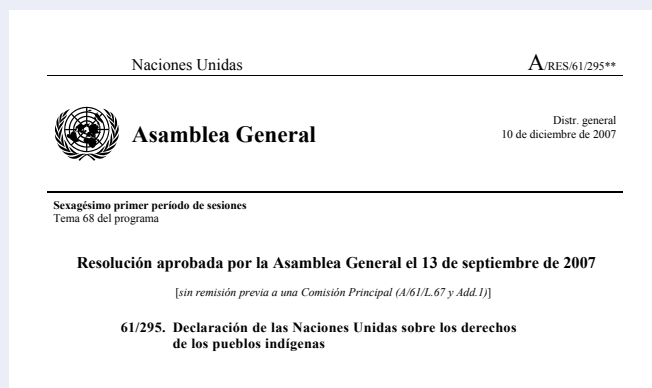 Naciones Unidas A/RES/61/295**
Asamblea General
Distr. general
10 de diciembre de 2007
Sexagésimo primer período de sesiones
Tema 68 del programa
Resolución aprobada por la Asamblea General el 13 de septiembre de 2007
[sin remisión previa a una Comisión Principal (A/61/L.67 y Add.1)]
61/295. Declaración de las Naciones Unidas sobre los derechos
de los pueblos indígenas